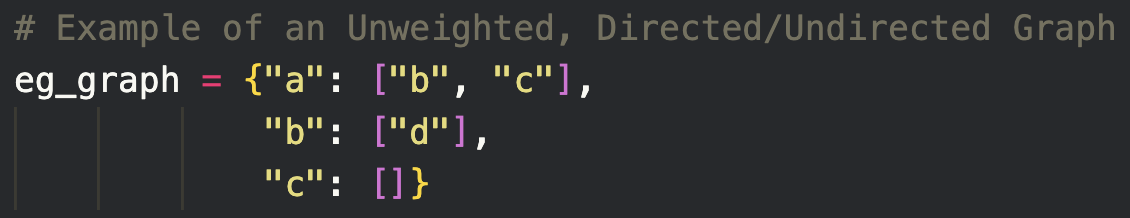 # Example of an Unweighted, Directed/Undirected Graph
eg_graph = {"a": ["b", "c"],
            "b": ["d"],
            "c": []}